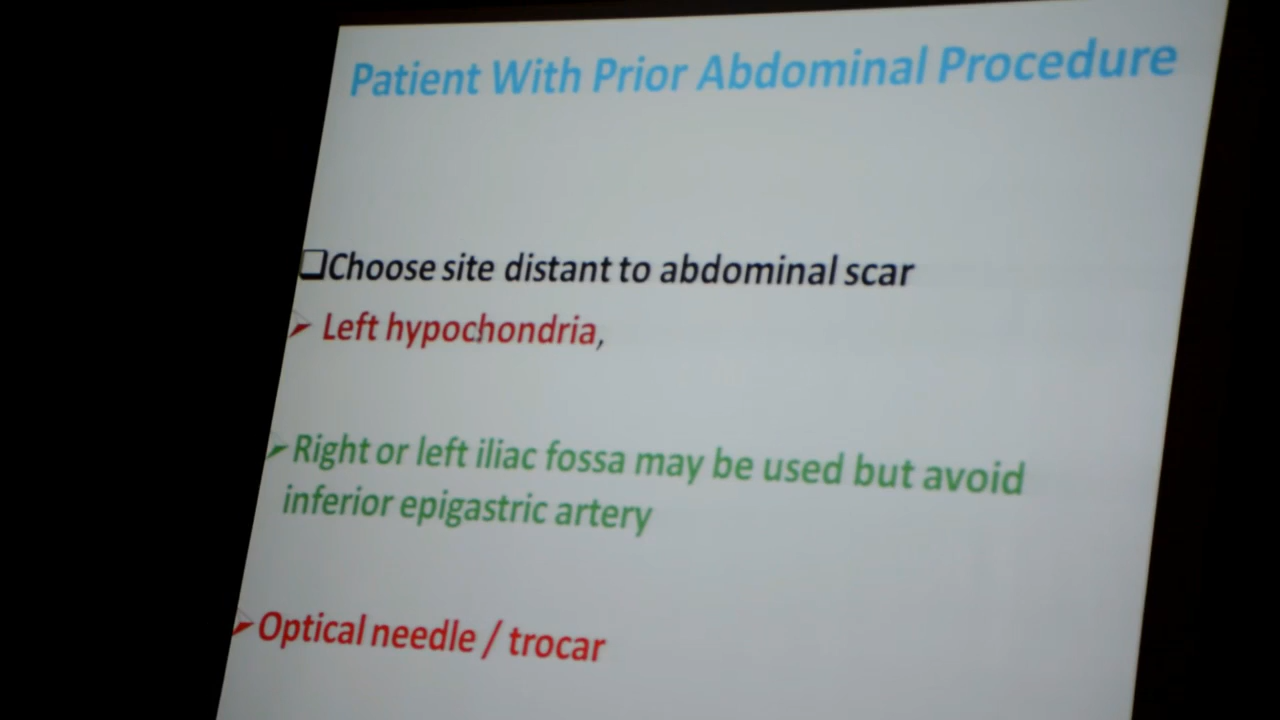 Patient With Prior Abdominal Procedure
❑Choose site distant to abdominal scar
➢ Left hypochondria,
➢Right or left iliac fossa may be used but avoid
inferior epigastric artery
➢Optical needle / trocar